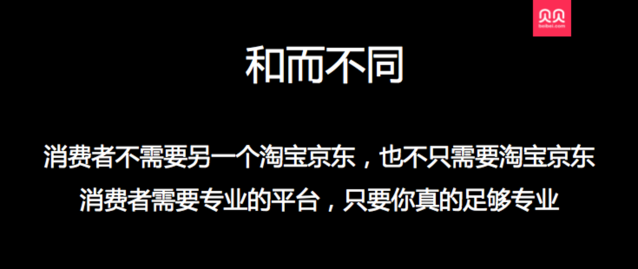 贝贝
beibei.com
和而不同
消费者不需要另一个淘宝京东，也不只需要淘宝京东
消费者需要专业的平台，只要你真的足够专业